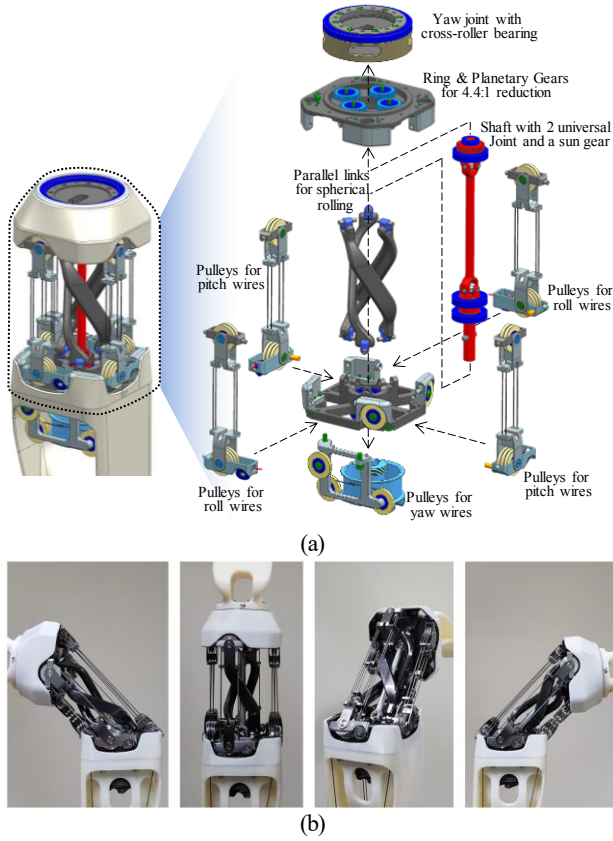 Yaw joint with
cross-roller bearing
Ring & Planetary Gears
for 4.4:1 reduction
Shaft with 2 universal
Joint and a sun gear
Parallel links
for spherical
rolling
Pulleys for
pitch wires
Pulleys for
roll wires
Pulleys for
roll wires
Pulleys for
yaw wires
Pulleys for
pitch wires
(a)
(b)